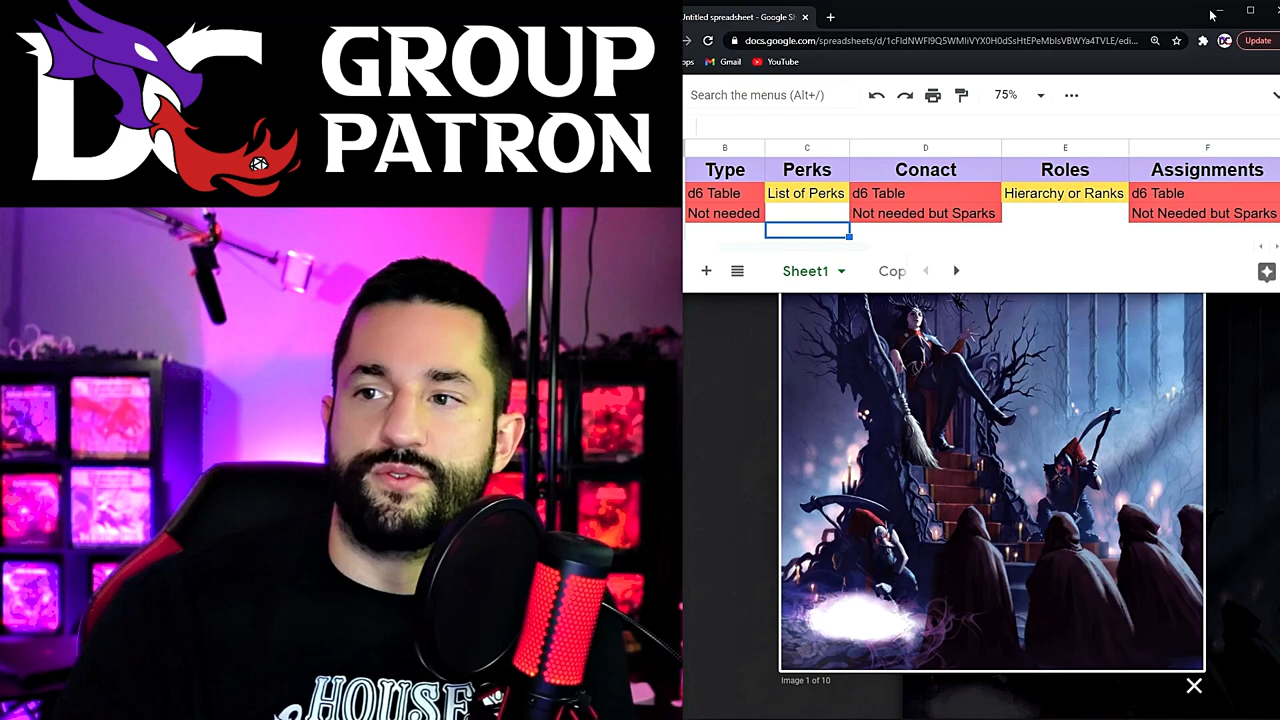 DC GROUP
PATRON
Untitled spreadsheet - Google Sh
docs.google.com/spreadsheets/d/
Update
Gmail
YouTube
Search the menus (Alt+/)
75%
B C D E F
Type Perks Conact Roles Assignments
d6 Table List of Perks d6 Table Hierarchy or Ranks d6 Table
Not needed Not needed but Sparks Not Needed but Sparks
Sheet1 Cop
Image 1 of 10
HOUSE